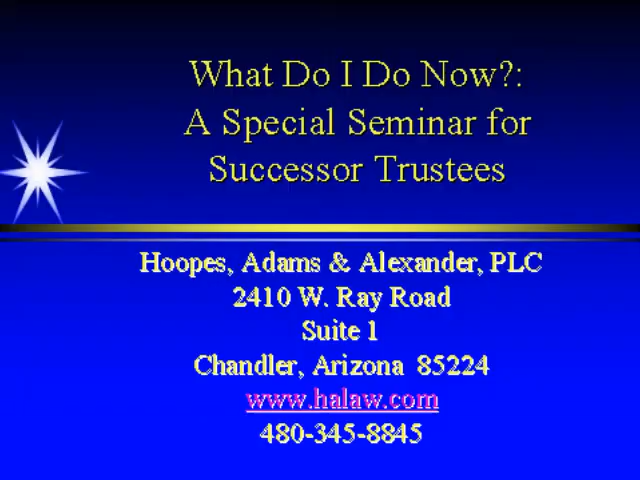 What Do I Do Now?:
A Special Seminar for
Successor Trustees
Hoopes, Adams & Alexander, PLC
2410 W. Ray Road
Suite 1
Chandler, Arizona 85224
www.halaw.com
480-345-8845